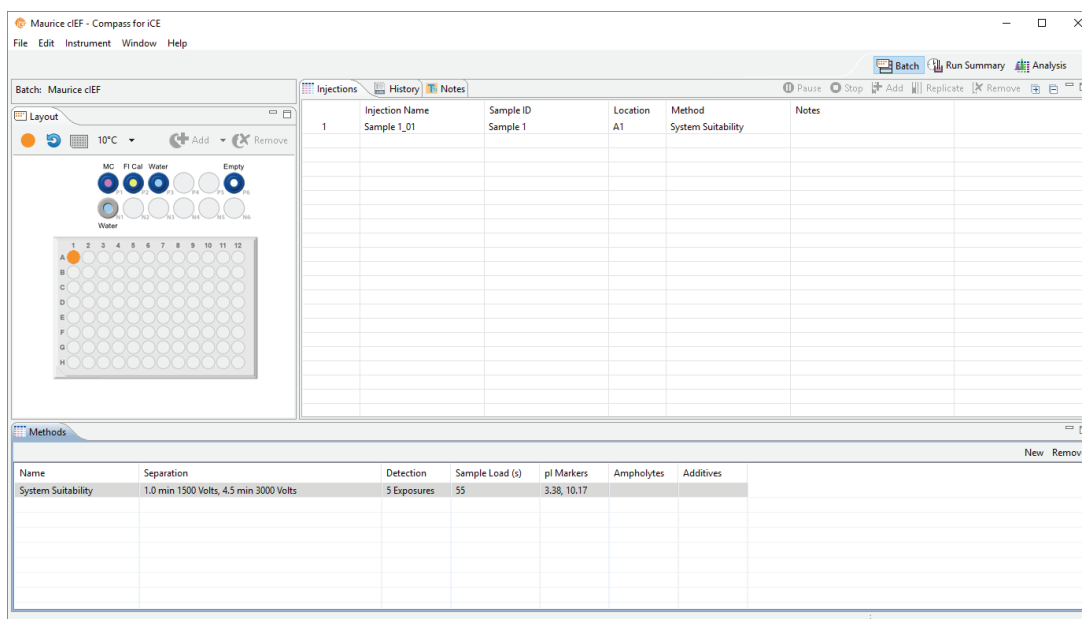 Maurice cIEF - Compass for iCE
File Edit Instrument Window Help
Batch Run Summary Analysis
Batch: Maurice cIEF
Injections History Notes
Pause Stop Add Replicate Remove
Layout
10°C Add Remove
MC Fl Cal Water Empty
P1 P2 P3 P4 P5 P6
N1 N2 N3 N4 N5 N6
Water
1 2 3 4 5 6 7 8 9 10 11 12
A
B
C
D
E
F
G
H
Injection Name Sample ID Location Method Notes
1 Sample 1_01 Sample 1 A1 System Suitability
Methods
New Remov
Name Separation Detection Sample Load (s) pI Markers Ampholytes Additives
System Suitability 1.0 min 1500 Volts, 4.5 min 3000 Volts 5 Exposures 55 3.38, 10.17